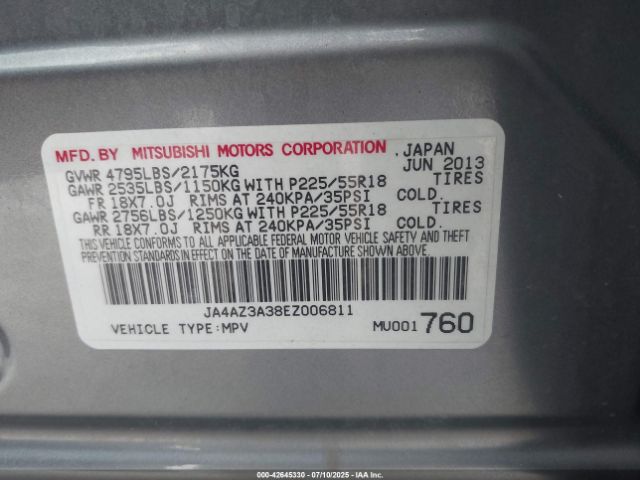 MFD. BY MITSUBISHI MOTORS CORPORATION JAPAN
GVWR 4795LBS/2175KG JUN 2013
GAWR 2535LBS/1150KG WITH P225/55R18 TIRES
FR 18X7.0J RIMS AT 240KPA/35PSI COLD.
GAWR 2756LBS/1250KG WITH P225/55R18 TIRES
RR 18X7.0J RIMS AT 240KPA/35PSI COLD.
THIS VEHICLE CONFORMS TO ALL APPLICABLE FEDERAL MOTOR VEHICLE SAFETY AND THEFT
PREVENTION STANDARDS IN EFFECT ON THE DATE OF MANUFACTURE SHOWN ABOVE.
JA4AZ3A38EZ006811
VEHICLE TYPE:MPV MU001 760
000-42645330 - 07/10/2025 - IAA Inc.